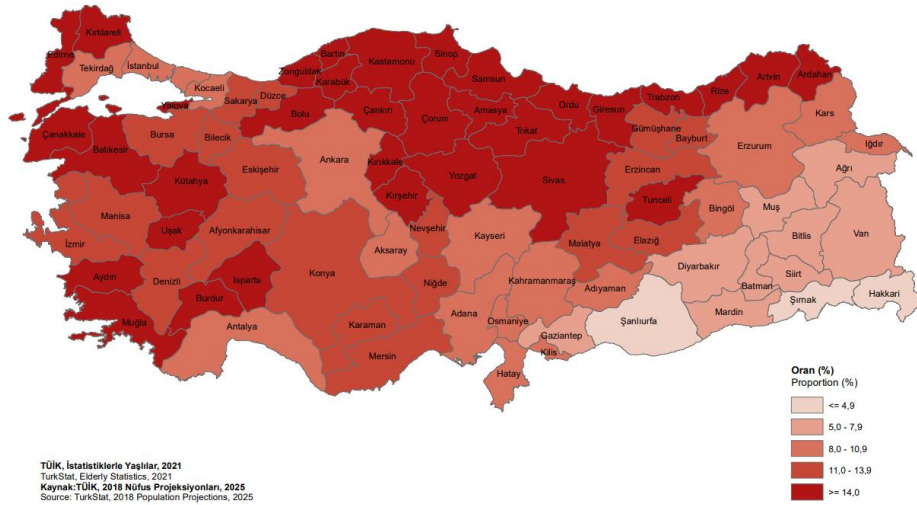 Kırklareli
Edirne
Tekirdağ
İstanbul
Kocaeli
Yalova
Sakarya
Düzce
Zonguldak
Bartın
Karabük
Kastamonu
Sinop
Samsun
Ordu
Giresun
Trabzon
Rize
Artvin
Ardahan
Kars
Iğdır
Çanakkale
Balıkesir
Bursa
Bilecik
Bolu
Çankırı
Çorum
Amasya
Tokat
Gümüşhane
Bayburt
Erzurum
Ağrı
Kütahya
Eskişehir
Ankara
Kırıkkale
Yozgat
Sivas
Erzincan
Tunceli
Bingöl
Muş
Manisa
Uşak
Afyonkarahisar
Kırşehir
Nevşehir
Kayseri
Malatya
Elazığ
Bitlis
Van
İzmir
Aydın
Denizli
Isparta
Burdur
Konya
Aksaray
Niğde
Kahramanmaraş
Adıyaman
Diyarbakır
Batman
Siirt
Şırnak
Hakkari
Muğla
Antalya
Karaman
Mersin
Adana
Osmaniye
Gaziantep
Kilis
Hatay
Şanlıurfa
Mardin
Oran (%)
Proportion (%)
<= 4,9
5,0 - 7,9
8,0 - 10,9
11,0 - 13,9
>= 14,0
TÜİK, İstatistiklerle Yaşlılar, 2021
TurkStat, Elderly Statistics, 2021
Kaynak:TÜİK, 2018 Nüfus Projeksiyonları, 2025
Source: TurkStat, 2018 Population Projections, 2025